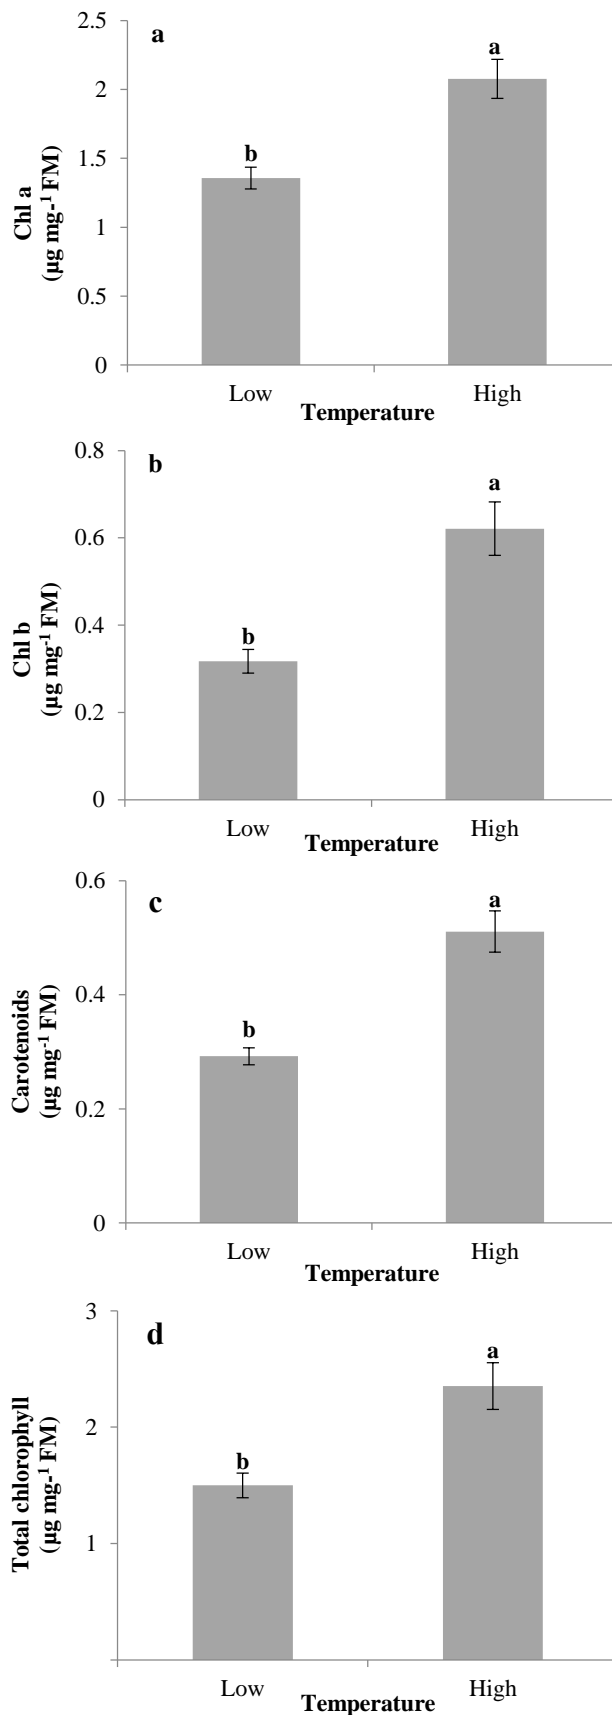 a
2.5
2
1.5
1
0.5
0
Chl a
(µg mg-¹ FM)
b
a
Low
High
Temperature
b
0.8
0.6
0.4
0.2
0
Chl b
(µg mg⁻¹ FM)
b
a
Low
High
Temperature
c
0.6
0.4
0.2
0
Carotenoids
(µg mg-¹ FM)
b
a
Low
High
Temperature
d
3
2
1
Total chlorophyll
(µg mg-¹ FM)
b
a
Low
High
Temperature